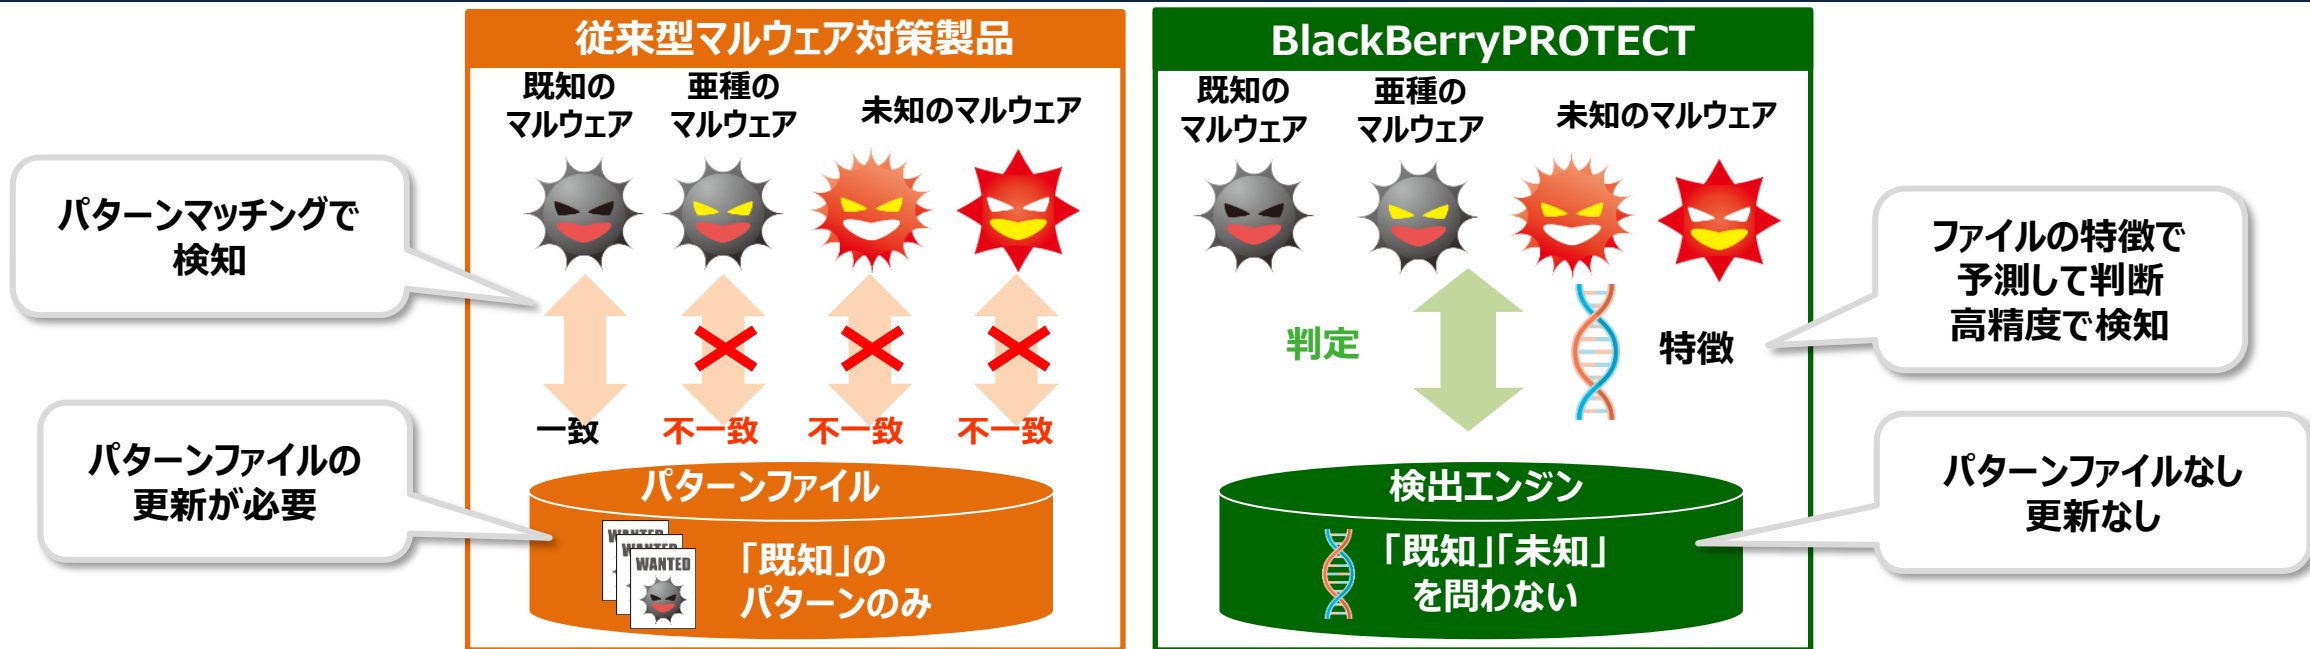 従来型マルウェア対策製品
既知の
マルウェア
亜種の
マルウェア
未知のマルウェア
パターンマッチングで
検知
一致
不一致
不一致
不一致
パターンファイルの
更新が必要
パターンファイル
WANTED
WANTED
WANTED
「既知」の
パターンのみ
BlackBerryPROTECT
既知の
マルウェア
亜種の
マルウェア
未知のマルウェア
判定
特徴
ファイルの特徴で
予測して判断
高精度で検知
検出エンジン
「既知」「未知」
を問わない
パターンファイルなし
更新なし